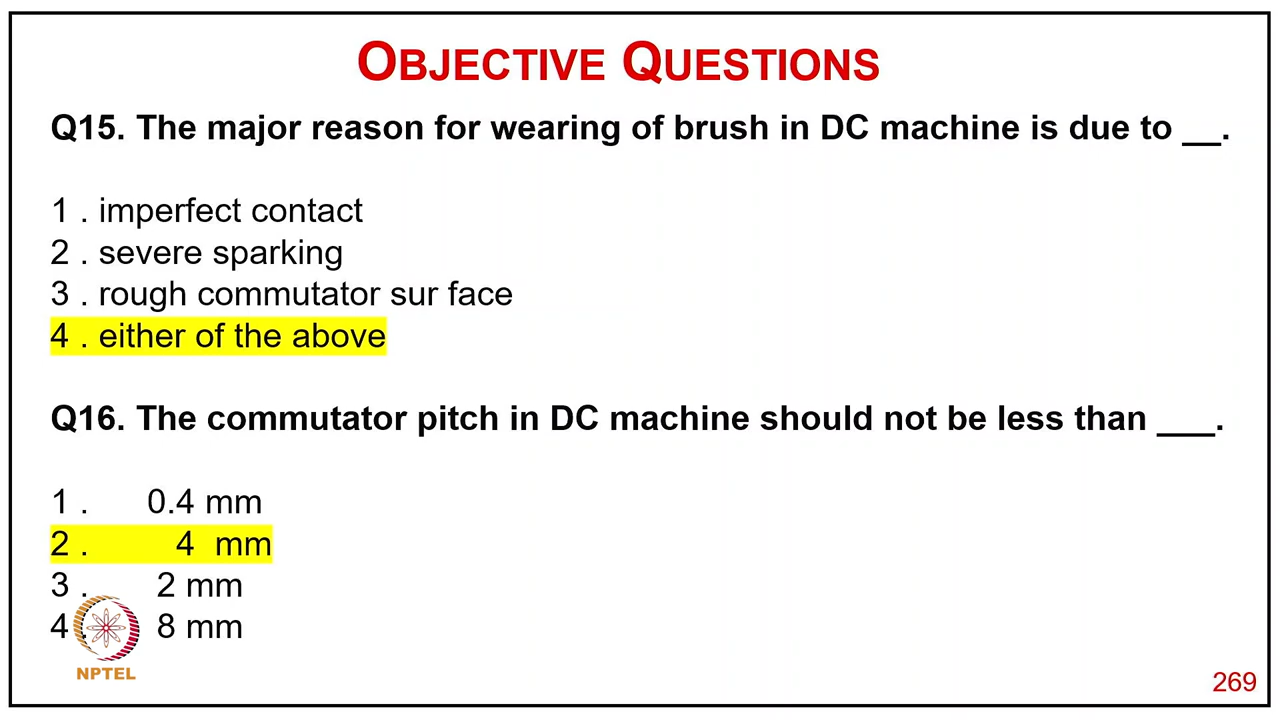 OBJECTIVE QUESTIONS
Q15. The major reason for wearing of brush in DC machine is due to __.
1 . imperfect contact
2 . severe sparking
3 . rough commutator sur face
4 . either of the above
Q16. The commutator pitch in DC machine should not be less than ___.
1 . 0.4 mm
2 . 4 mm
3 . 2 mm
4 . 8 mm
NPTEL
269